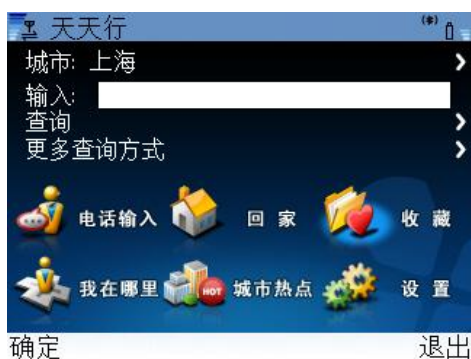 天天行
城市: 上海
输入:
查询
更多查询方式
电话输入 回家 收藏
我在哪里 HOT 城市热点 设置
确定 退出